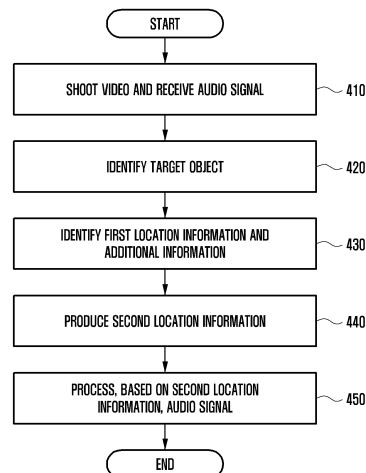 START
SHOOT VIDEO AND RECEIVE AUDIO SIGNAL
410
IDENTIFY TARGET OBJECT
420
IDENTIFY FIRST LOCATION INFORMATION AND
ADDITIONAL INFORMATION
430
PRODUCE SECOND LOCATION INFORMATION
440
PROCESS, BASED ON SECOND LOCATION
INFORMATION, AUDIO SIGNAL
450
END